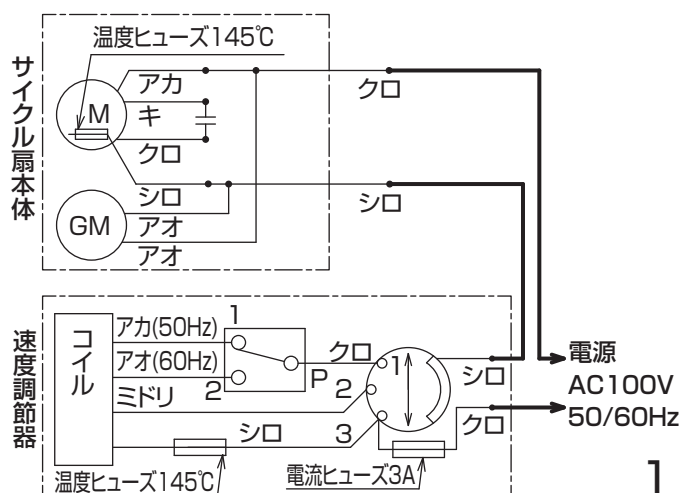 温度ヒューズ145℃
サイクル扇本体
M
アカ
キ
クロ
シロ
GM
アオ
アオ
クロ
シロ
速度調節器
コイル
アカ(50Hz)
アオ(60Hz)
ミドリ
シロ
1
2
P
クロ
1
2
3
シロ
クロ
温度ヒューズ145℃
電流ヒューズ3A
電源
AC100V
50/60Hz
1